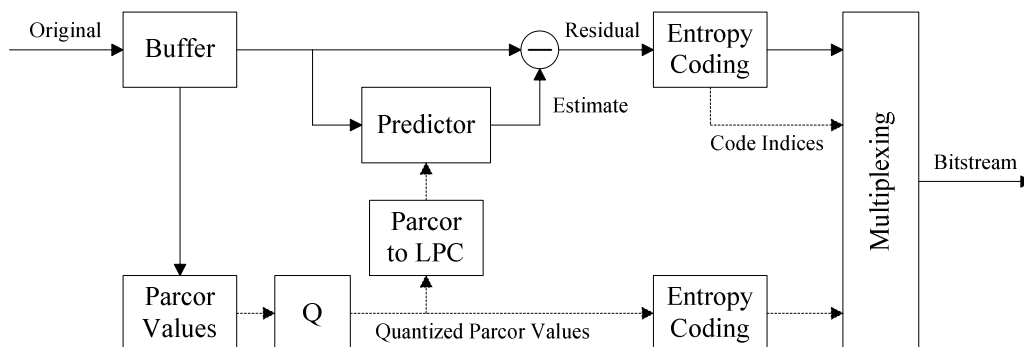 Original
Buffer
Residual
Entropy
Coding
Estimate
Predictor
Code Indices
Multiplexing
Bitstream
Parcor
to LPC
Parcor
Values
Q
Quantized Parcor Values
Entropy
Coding